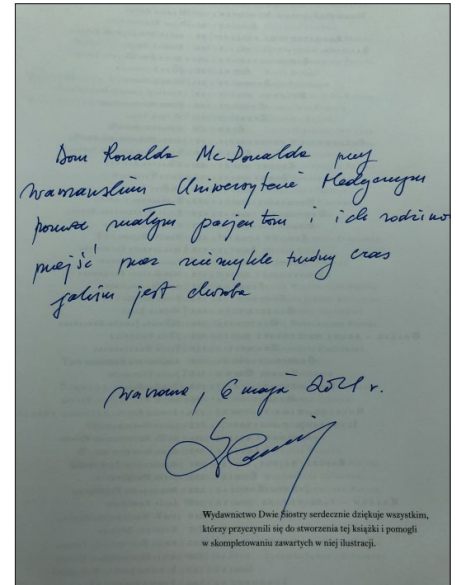 Dom Ronalda McDonalda przy
Warszawskim Uniwersytecie Medycznym
pomaga małym pacjentom i ich rodzinom
przejść przez niezwykle trudny czas
jakim jest choroba
Warszawa, 6 maja 2021 r.
Wydawnictwo Dwie Siostry serdecznie dziękuje wszystkim,
którzy przyczynili się do stworzenia tej książki i pomogli
w skompletowaniu zawartych w niej ilustracji.